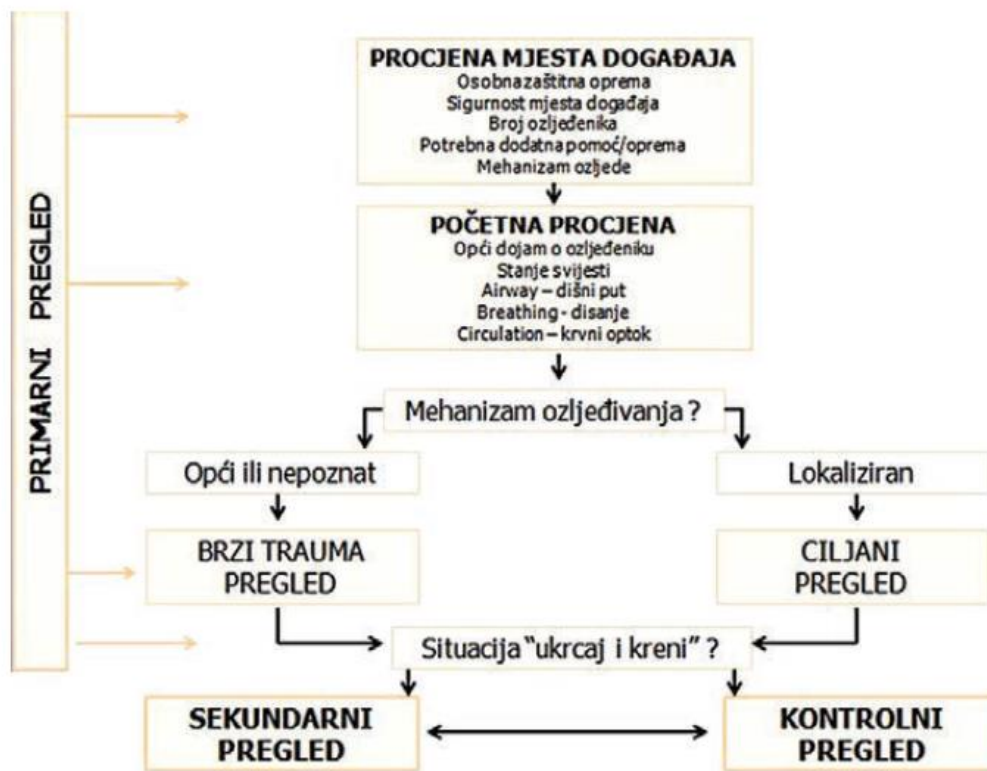 PRIMARNI PREGLED
PROCJENA MJESTA DOGAĐAJA
Osobnazaštitna oprema
Sigurnost mjesta događaja
Broj ozljeđenika
Potrebna dodatna pomoć/oprema
Mehanizam ozljede
POČETNA PROCJENA
Opći dojam o ozljeđeniku
Stanje svijesti
Airway – dišni put
Breathing - disanje
Circulation – krvni optok
Mehanizam ozljeđivanja ?
Opći ili nepoznat
Lokaliziran
BRZI TRAUMA
PREGLED
CILJANI
PREGLED
Situacija "ukrcaj i kreni" ?
SEKUNDARNI
PREGLED
KONTROLNI
PREGLED